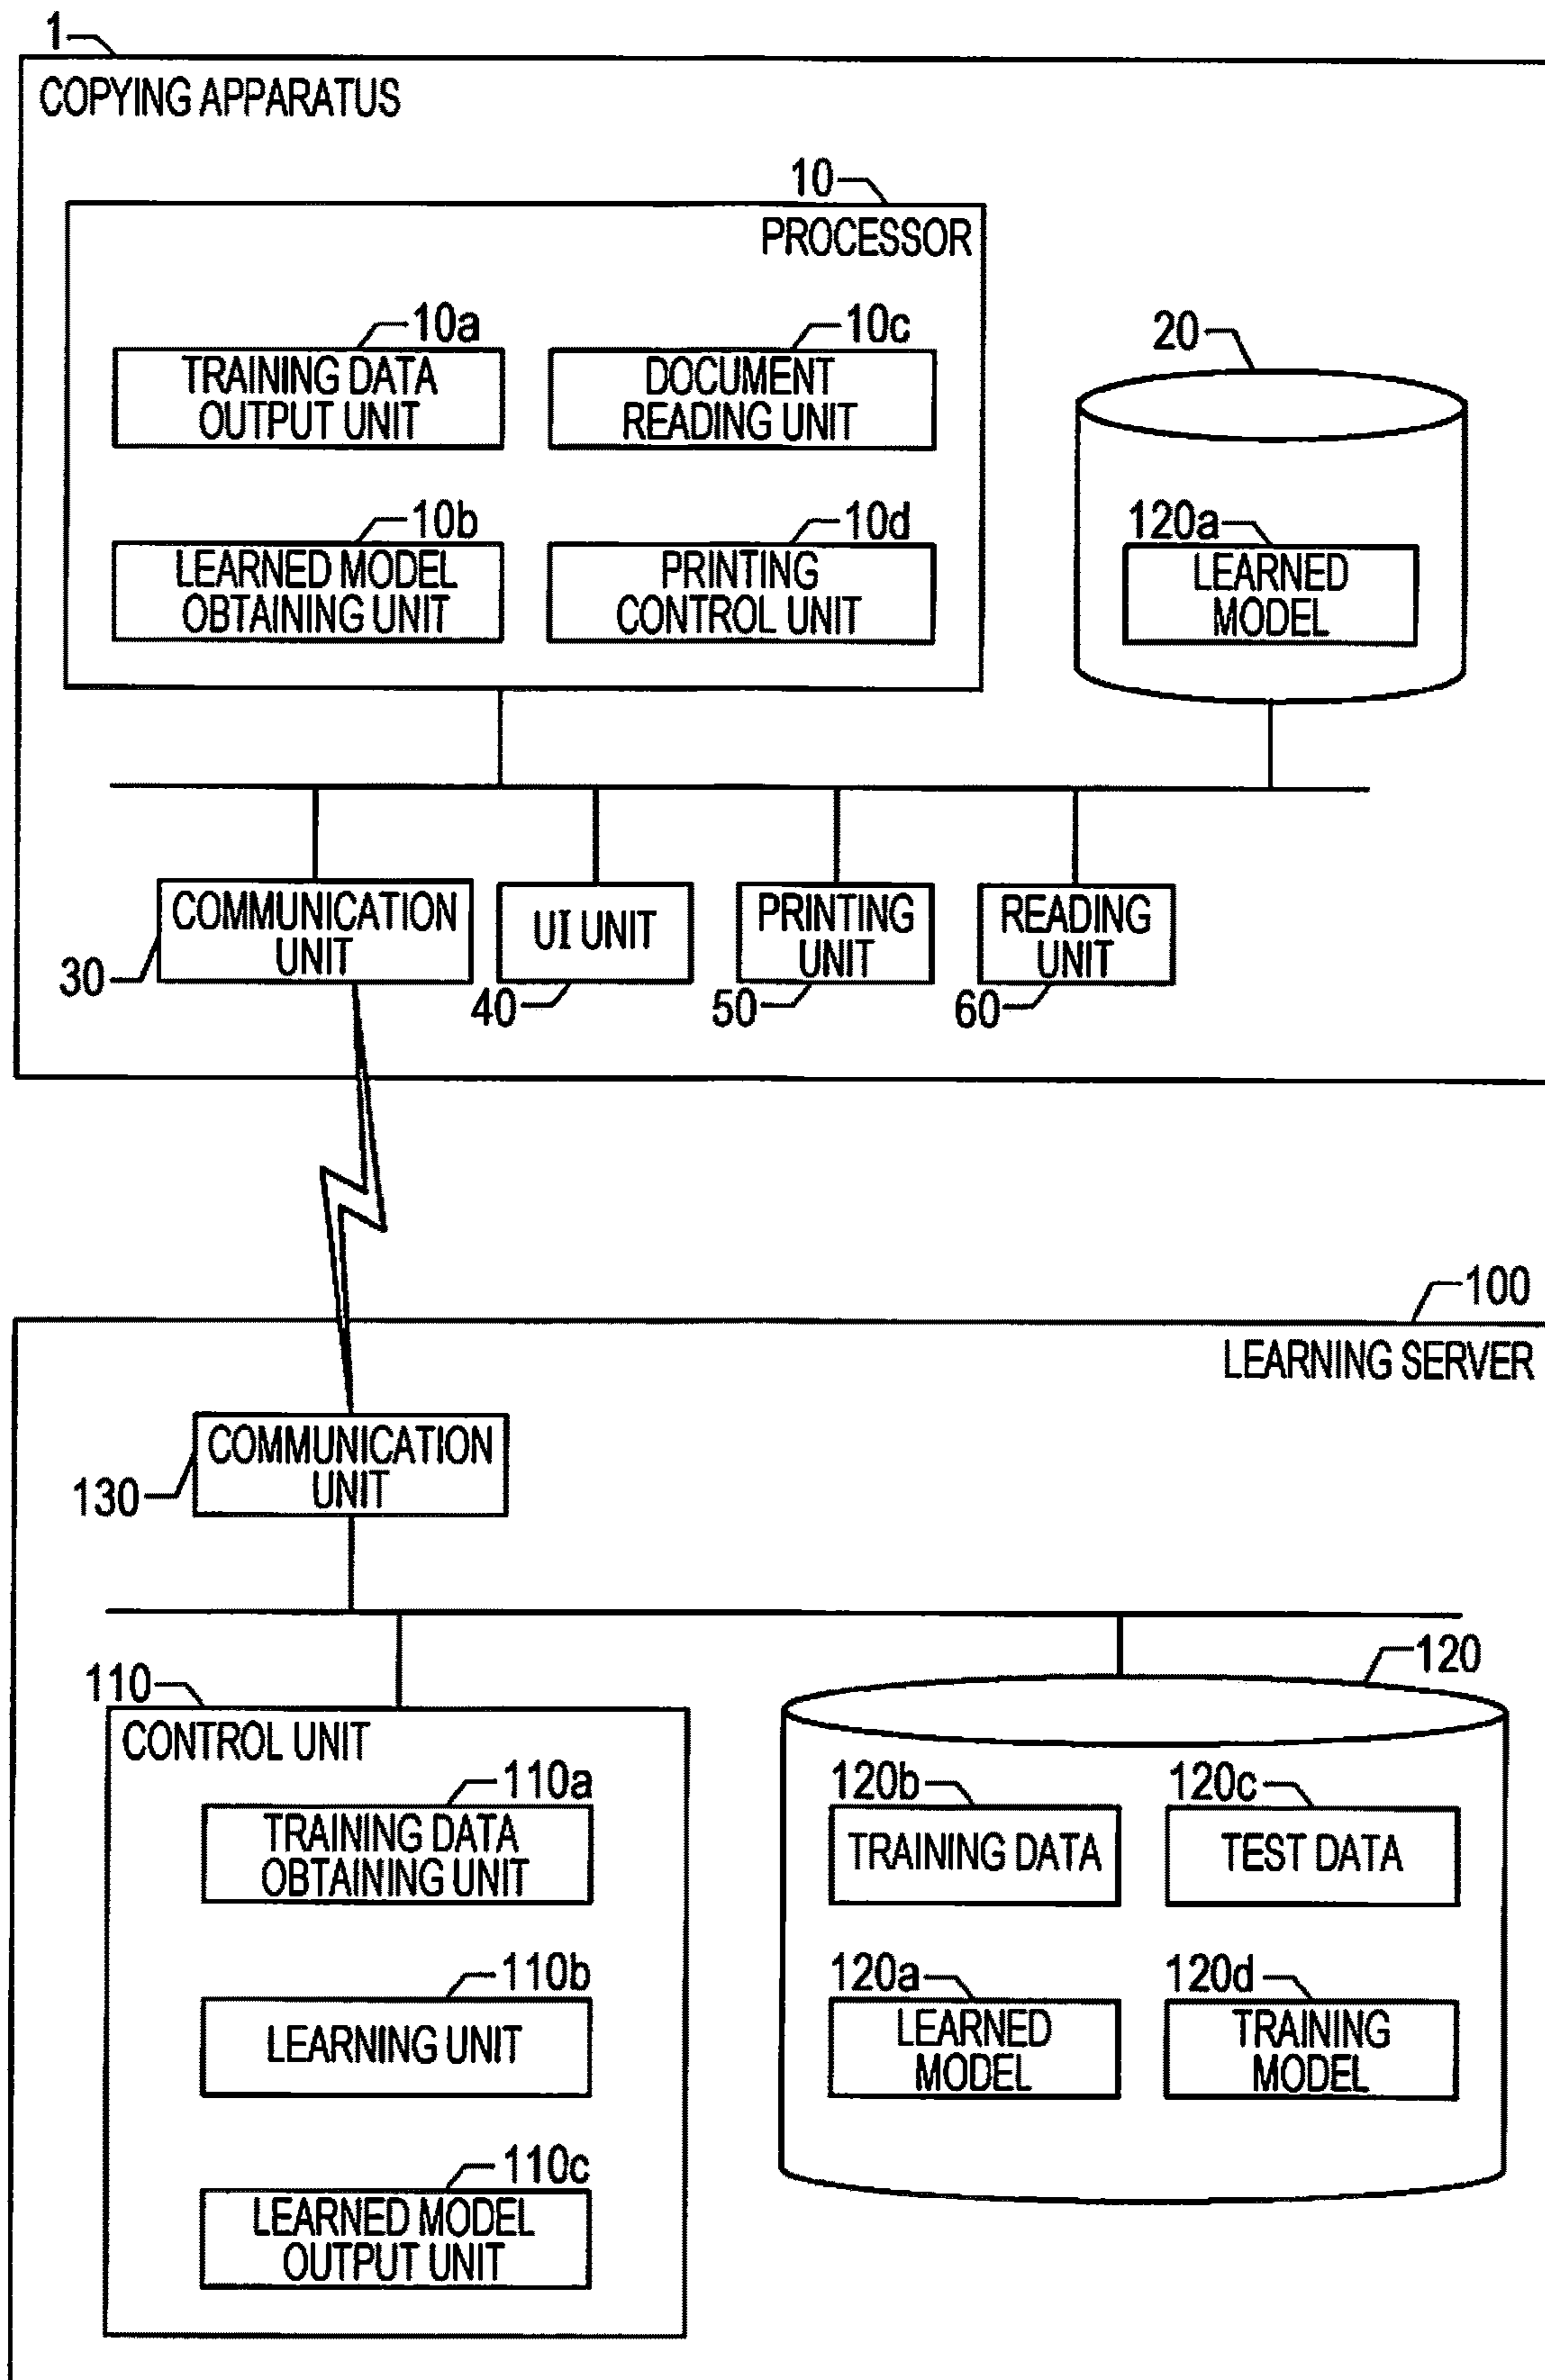 1
COPYING APPARATUS
10
PROCESSOR
10a
TRAINING DATA
OUTPUT UNIT
10c
DOCUMENT
READING UNIT
10b
LEARNED MODEL
OBTAINING UNIT
10d
PRINTING
CONTROL UNIT
20
120a
LEARNED
MODEL
COMMUNICATION
UNIT
30
UI UNIT
40
PRINTING
UNIT
50
READING
UNIT
60
100
LEARNING SERVER
COMMUNICATION
UNIT
130
110
CONTROL UNIT
110a
TRAINING DATA
OBTAINING UNIT
110b
LEARNING UNIT
110c
LEARNED MODEL
OUTPUT UNIT
120
120b
TRAINING DATA
120c
TEST DATA
120a
LEARNED
MODEL
120d
TRAINING
MODEL